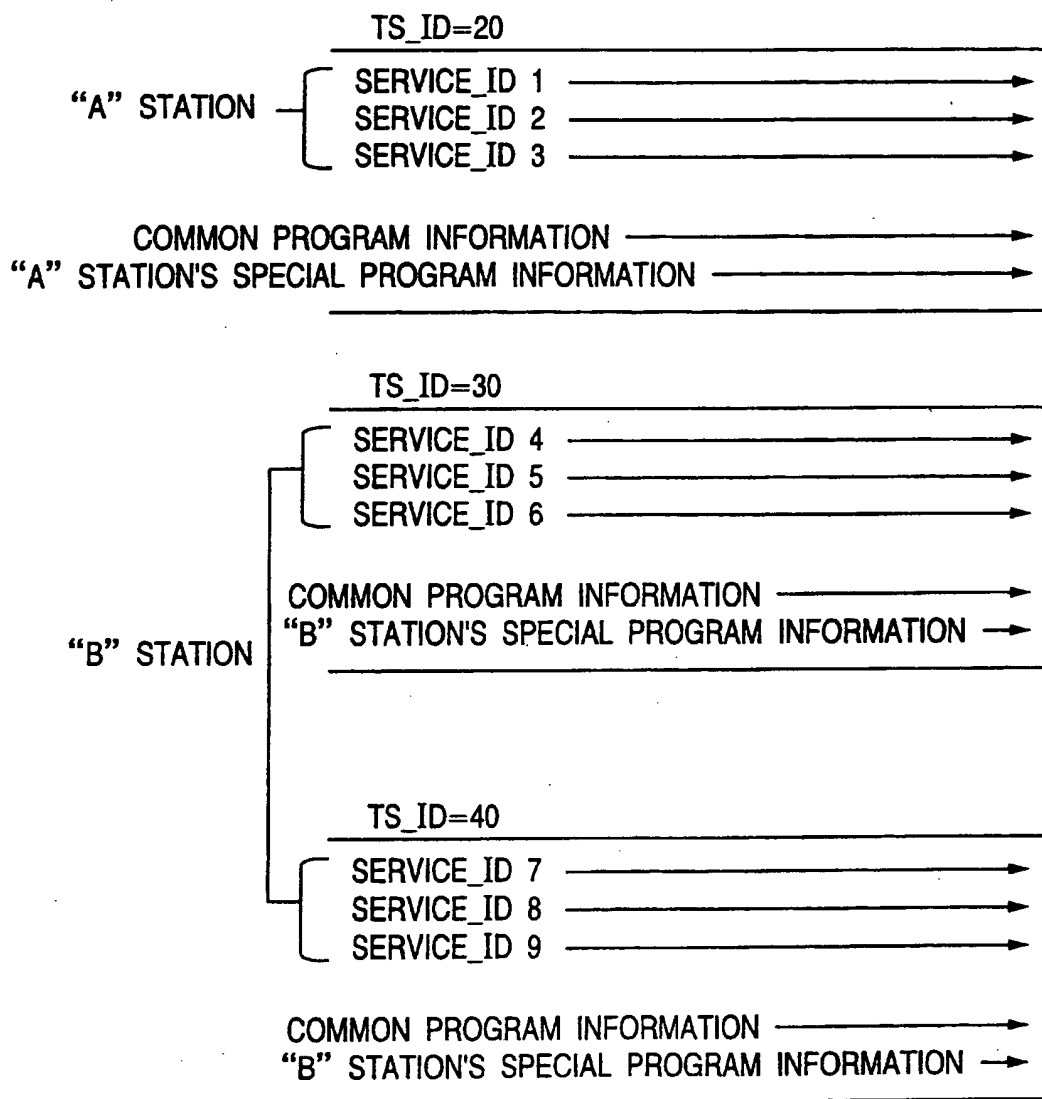 TS_ID=20
SERVICE_ID 1
“A” STATION
SERVICE_ID 2
SERVICE_ID 3
COMMON PROGRAM INFORMATION
“A” STATION'S SPECIAL PROGRAM INFORMATION
TS_ID=30
SERVICE_ID 4
SERVICE_ID 5
SERVICE_ID 6
COMMON PROGRAM INFORMATION
“B” STATION'S SPECIAL PROGRAM INFORMATION
“B” STATION
TS_ID=40
SERVICE_ID 7
SERVICE_ID 8
SERVICE_ID 9
COMMON PROGRAM INFORMATION
“B” STATION'S SPECIAL PROGRAM INFORMATION